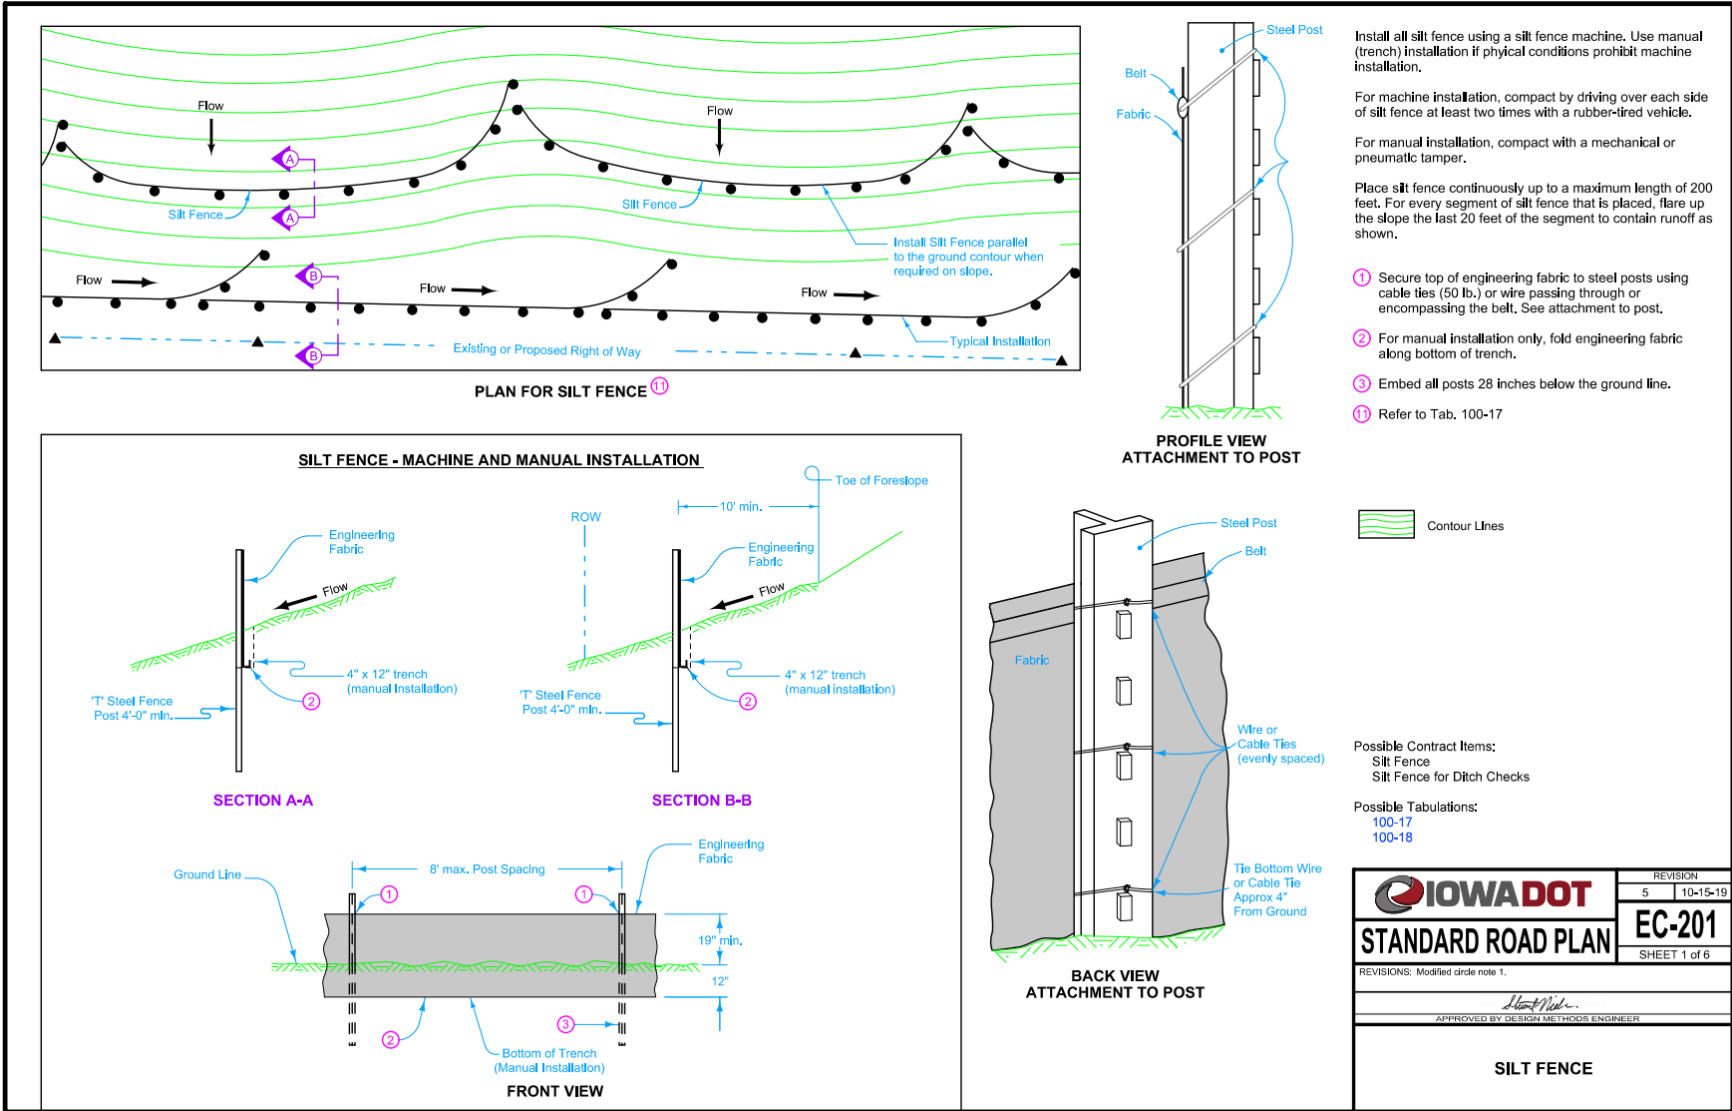 Flow
Flow
A
A
Silt Fence
Silt Fence
Install Silt Fence parallel
to the ground contour when
required on slope.
B
Flow
Flow
Flow
B
Existing or Proposed Right of Way
Typical Installation
PLAN FOR SILT FENCE 11
Steel Post
Belt
Fabric
PROFILE VIEW
ATTACHMENT TO POST
Install all silt fence using a silt fence machine. Use manual
(trench) installation if phyical conditions prohibit machine
installation.
For machine installation, compact by driving over each side
of silt fence at least two times with a rubber-tired vehicle.
For manual installation, compact with a mechanical or
pneumatic tamper.
Place silt fence continuously up to a maximum length of 200
feet. For every segment of silt fence that is placed, flare up
the slope the last 20 feet of the segment to contain runoff as
shown.
1 Secure top of engineering fabric to steel posts using
cable ties (50 lb.) or wire passing through or
encompassing the belt. See attachment to post.
2 For manual installation only, fold engineering fabric
along bottom of trench.
3 Embed all posts 28 inches below the ground line.
11 Refer to Tab. 100-17
Contour Lines
SILT FENCE - MACHINE AND MANUAL INSTALLATION
Engineering
Fabric
Flow
4" x 12" trench
(manual installation)
2
'T' Steel Fence
Post 4'-0" min.
SECTION A-A
ROW
10' min.
Toe of Foreslope
Engineering
Fabric
Flow
4" x 12" trench
(manual installation)
2
'T' Steel Fence
Post 4'-0" min.
SECTION B-B
Ground Line
8' max. Post Spacing
Engineering
Fabric
1
1
19" min.
12"
2
3
Bottom of Trench
(Manual Installation)
FRONT VIEW
Steel Post
Belt
Fabric
Wire or
Cable Ties
(evenly spaced)
Tie Bottom Wire
or Cable Tie
Approx 4"
From Ground
BACK VIEW
ATTACHMENT TO POST
Possible Contract Items:
Silt Fence
Silt Fence for Ditch Checks
Possible Tabulations:
100-17
100-18
IOWADOT
STANDARD ROAD PLAN
REVISION
5 10-15-19
EC-201
SHEET 1 of 6
REVISIONS: Modified circle note 1.
APPROVED BY DESIGN METHODS ENGINEER
SILT FENCE